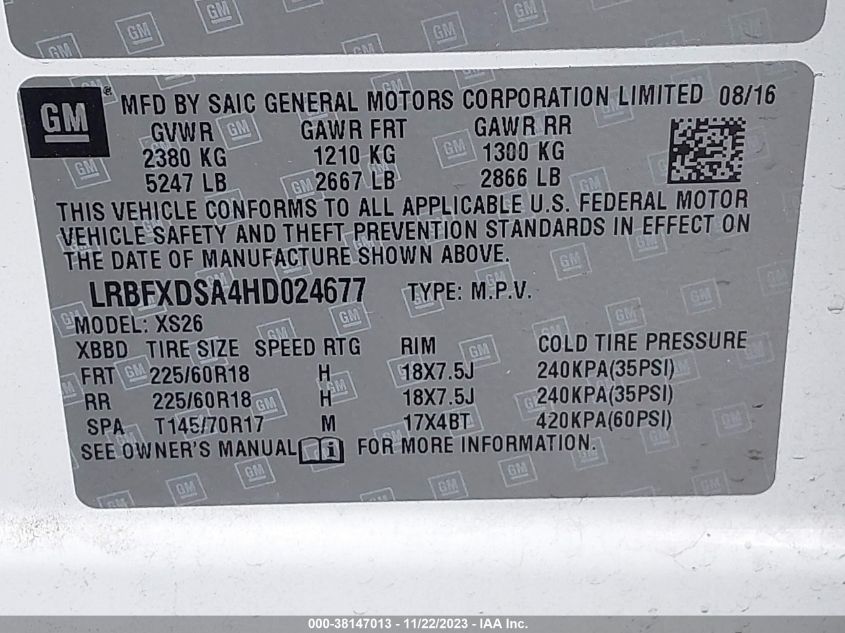 GM ® MFD BY SAIC GENERAL MOTORS CORPORATION LIMITED 08/16
GVWR GAWR FRT GAWR RR
2380 KG 1210 KG 1300 KG
5247 LB 2667 LB 2866 LB
THIS VEHICLE CONFORMS TO ALL APPLICABLE U.S. FEDERAL MOTOR
VEHICLE SAFETY AND THEFT PREVENTION STANDARDS IN EFFECT ON
THE DATE OF MANUFACTURE SHOWN ABOVE.
LRBFXDSA4HD024677 TYPE: M.P.V.
MODEL: XS26
XBBD TIRE SIZE SPEED RTG RIM COLD TIRE PRESSURE
FRT 225/60R18 H 18X7.5J 240KPA(35PSI)
RR 225/60R18 H 18X7.5J 240KPA(35PSI)
SPA T145/70R17 M 17X4BT 420KPA(60PSI)
SEE OWNER'S MANUAL i FOR MORE INFORMATION.
000-38147013 - 11/22/2023 - IAA Inc.